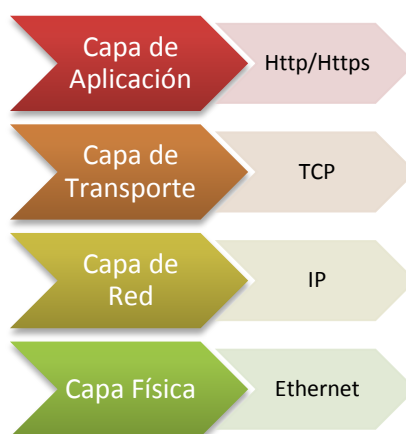 Capa de
Aplicación
Http/Https
Capa de
Transporte
TCP
Capa de
Red
IP
Capa Física
Ethernet